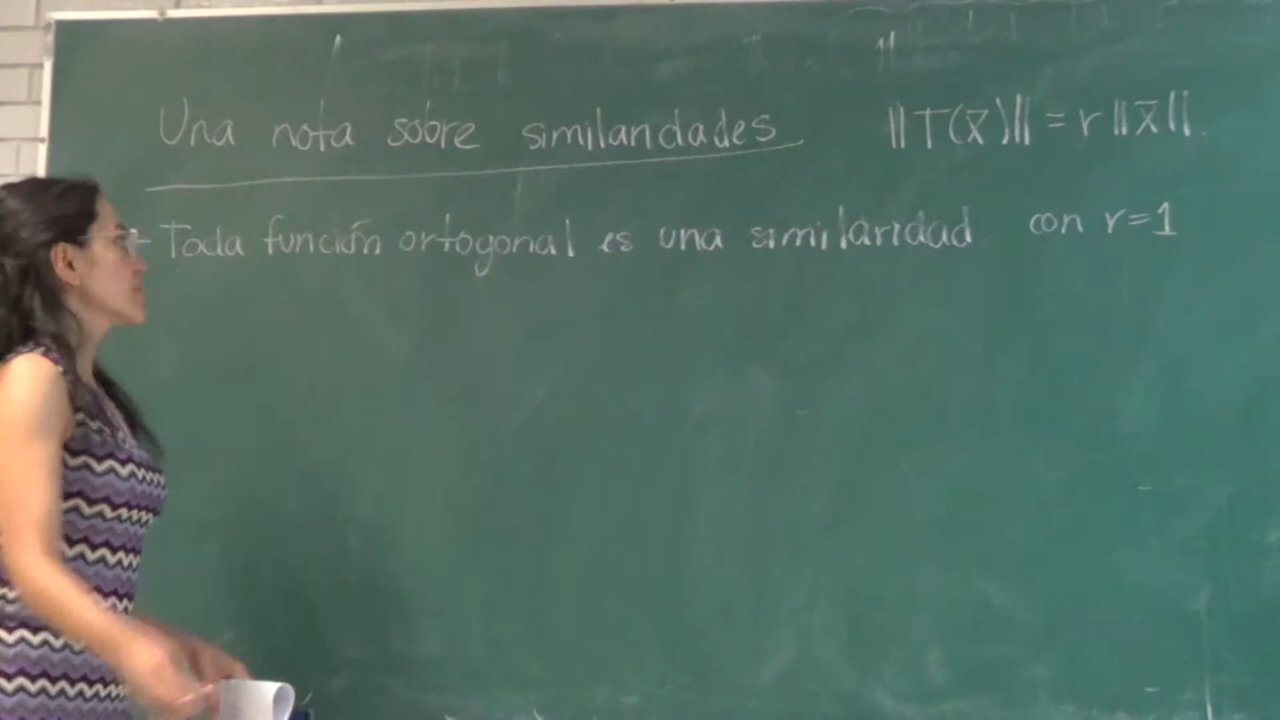 Una nota sobre similaridades ||T(x̄)|| = r ||x̄||.
- Toda función ortogonal es una similaridad con r=1